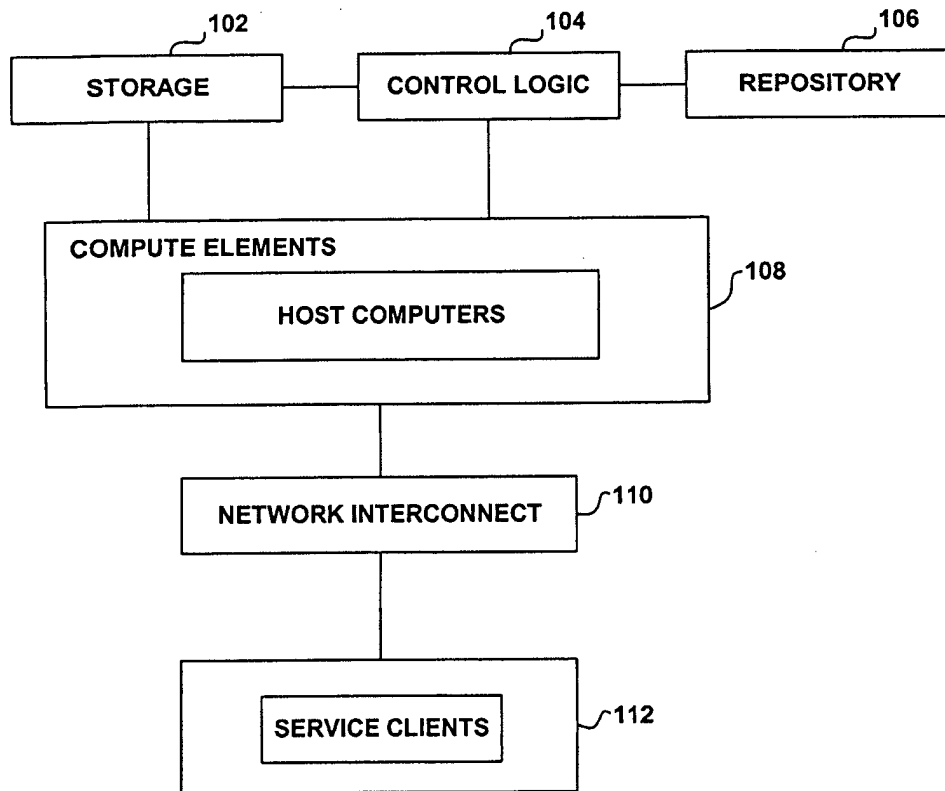 102
104
106
STORAGE
CONTROL LOGIC
REPOSITORY
COMPUTE ELEMENTS
108
HOST COMPUTERS
110
NETWORK INTERCONNECT
SERVICE CLIENTS
112